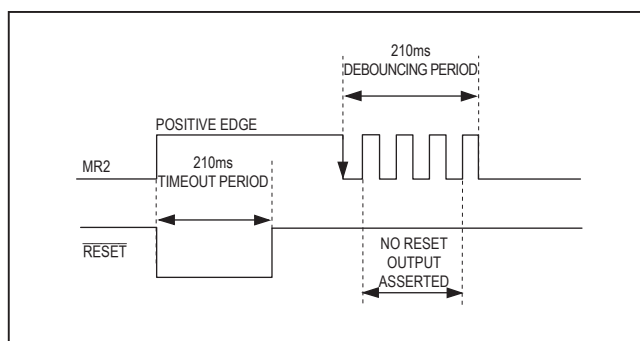 210ms
DEBOUNCING PERIOD
POSITIVE EDGE
210ms
TIMEOUT PERIOD
MR2
RESET
NO RESET
OUTPUT
ASSERTED